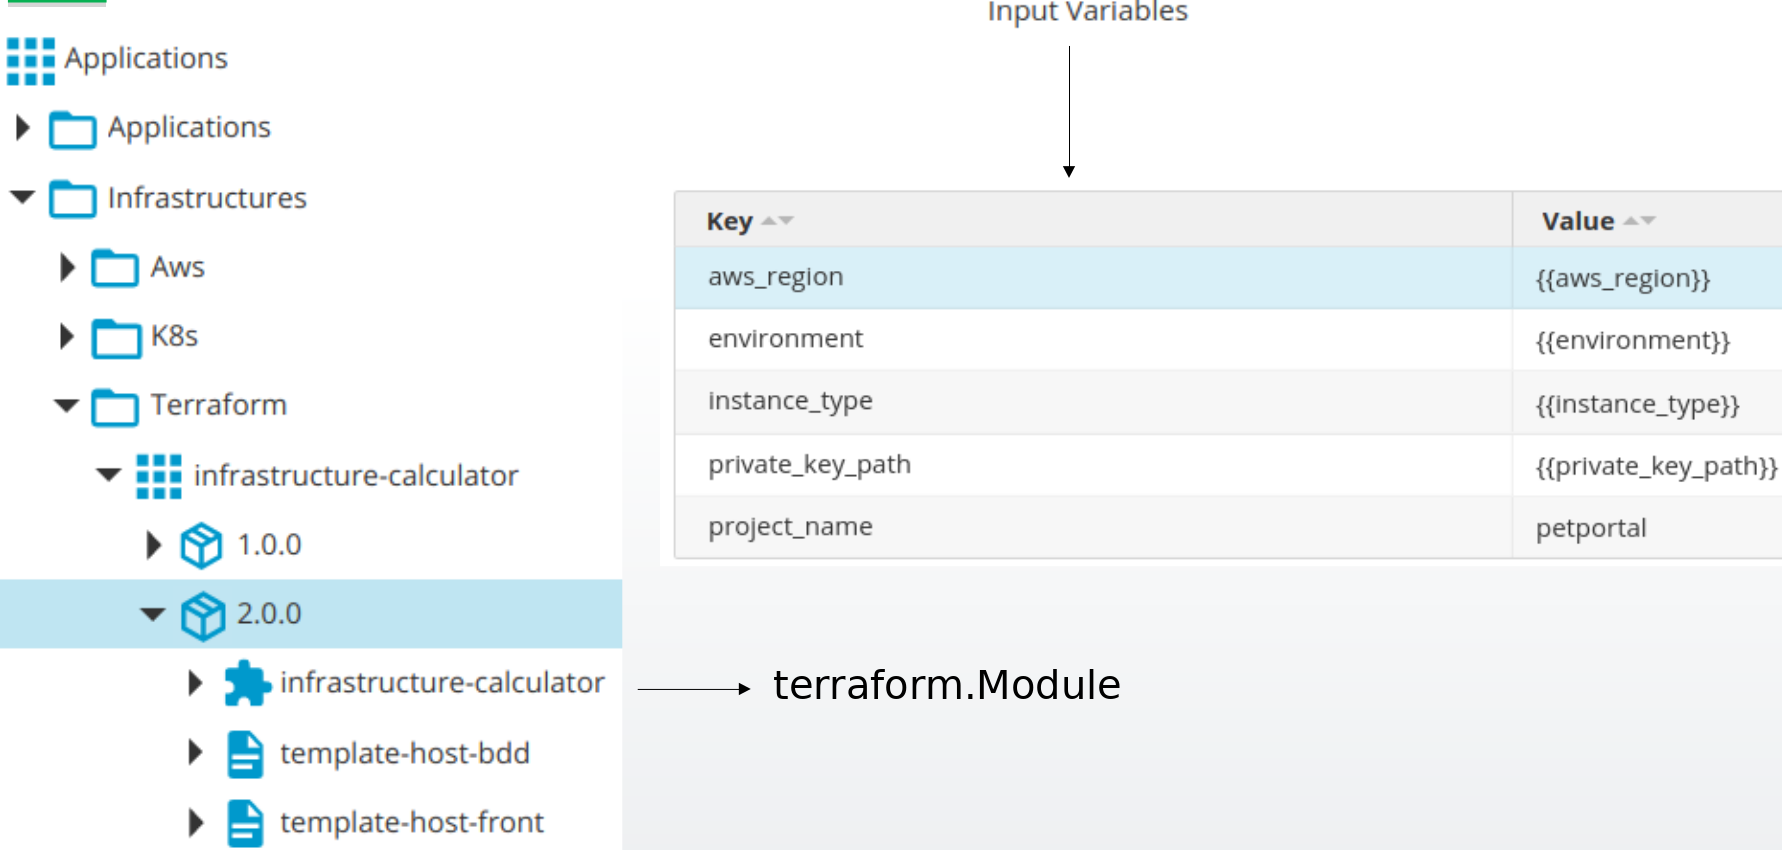 Input Variables
Applications
Applications
Infrastructures
Aws
K8s
Terraform
infrastructure-calculator
1.0.0
2.0.0
infrastructure-calculator
template-host-bdd
template-host-front
Key Value
aws_region {{aws_region}}
environment {{environment}}
instance_type {{instance_type}}
private_key_path {{private_key_path}}
project_name petportal
terraform.Module